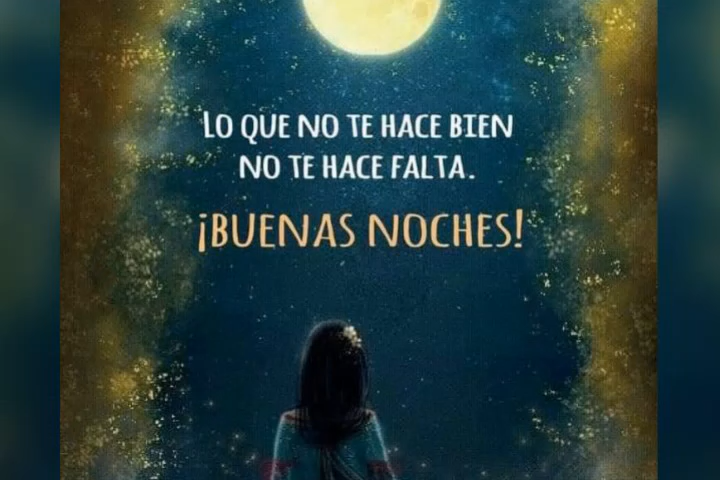 LO QUE NO TE HACE BIEN
NO TE HACE FALTA.
¡BUENAS NOCHES!